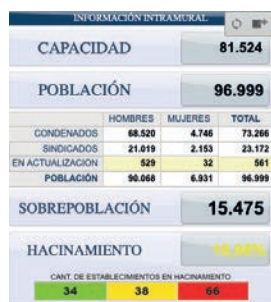 INFORMACIÓN INTRAMURAL
CAPACIDAD 81.524
POBLACIÓN 96.999
HOMBRES MUJERES TOTAL
CONDENADOS 68.520 4.746 73.266
SINDICADOS 21.019 2.153 23.172
EN ACTUALIZACION 529 32 561
POBLACIÓN 90.068 6.931 96.999
SOBREPOBLACIÓN 15.475
HACINAMIENTO 18,98%
CANT. DE ESTABLECIMIENTOS EN HACINAMIENTO
34 38 66